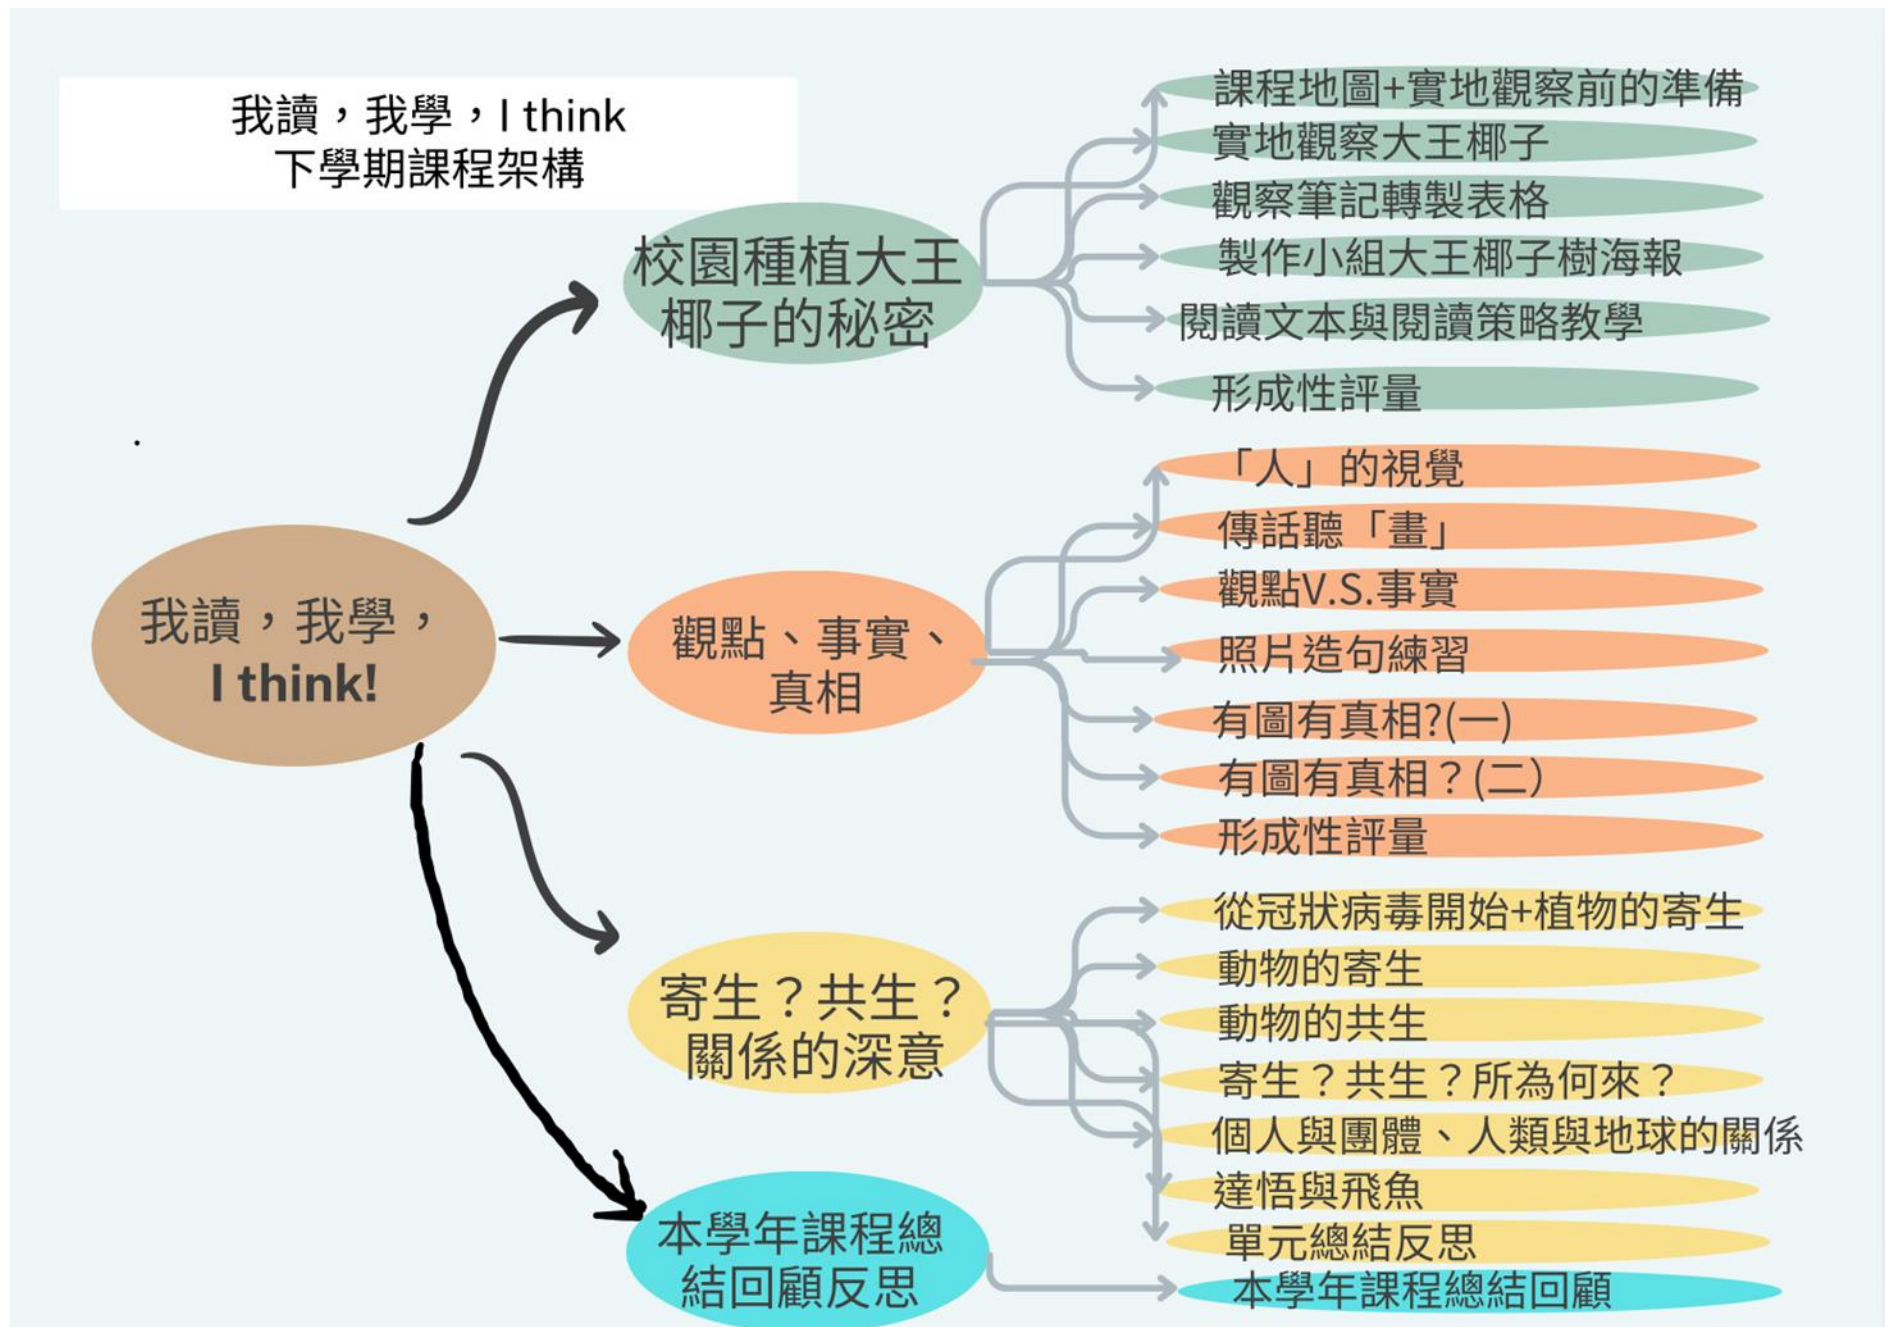 我讀，我學，I think
下學期課程架構
我讀，我學，
I think!
校園種植大王
椰子的秘密
課程地圖+實地觀察前的準備
實地觀察大王椰子
觀察筆記轉製表格
製作小組大王椰子樹海報
閱讀文本與閱讀策略教學
形成性評量
觀點、事實、
真相
「人」的視覺
傳話聽「畫」
觀點V.S.事實
照片造句練習
有圖有真相?(一)
有圖有真相？(二）
形成性評量
寄生？共生？
關係的深意
從冠狀病毒開始+植物的寄生
動物的寄生
動物的共生
寄生？共生？所為何來？
個人與團體、人類與地球的關係
達悟與飛魚
單元總結反思
本學年課程總
結回顧反思
本學年課程總結回顧